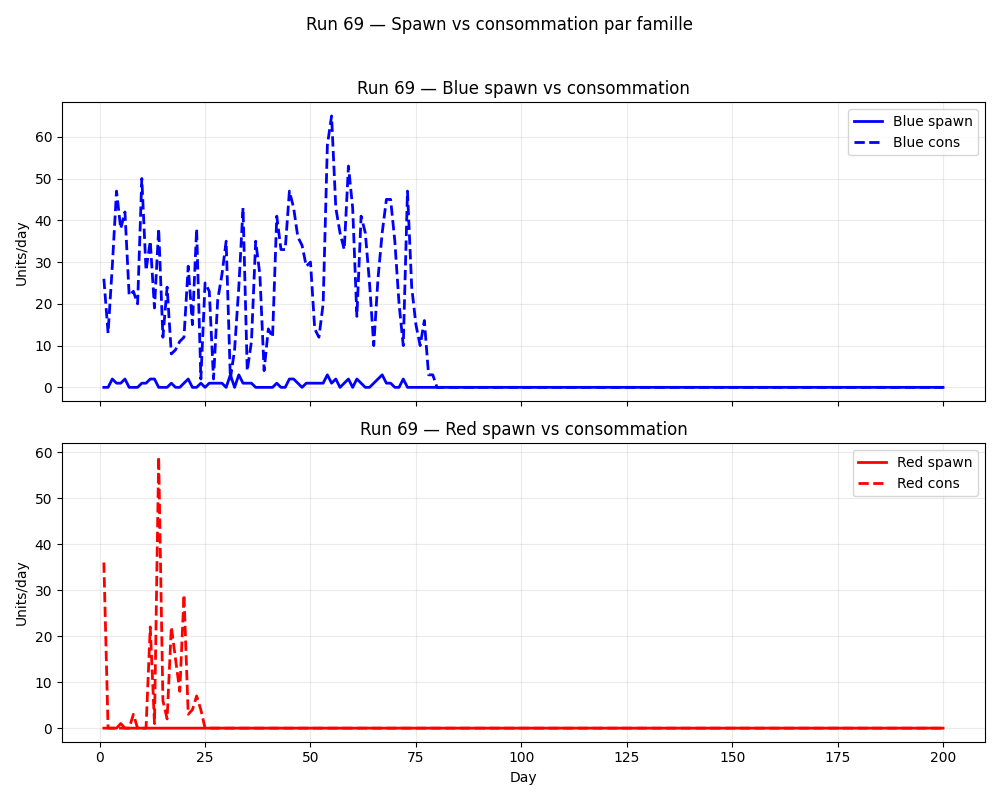 Run 69 — Spawn vs consommation par famille
Run 69 — Blue spawn vs consommation
Blue spawn
Blue cons
Units/day
60
50
40
30
20
10
0
Run 69 — Red spawn vs consommation
Red spawn
Red cons
Units/day
60
50
40
30
20
10
0
0 25 50 75 100 125 150 175 200
Day